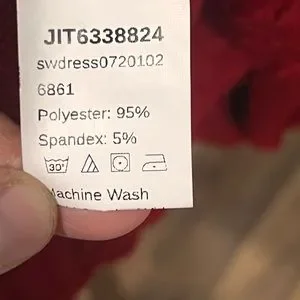 JIT6338824
swdress0720102
6861
Polyester: 95%
Spandex: 5%
30°
Machine Wash